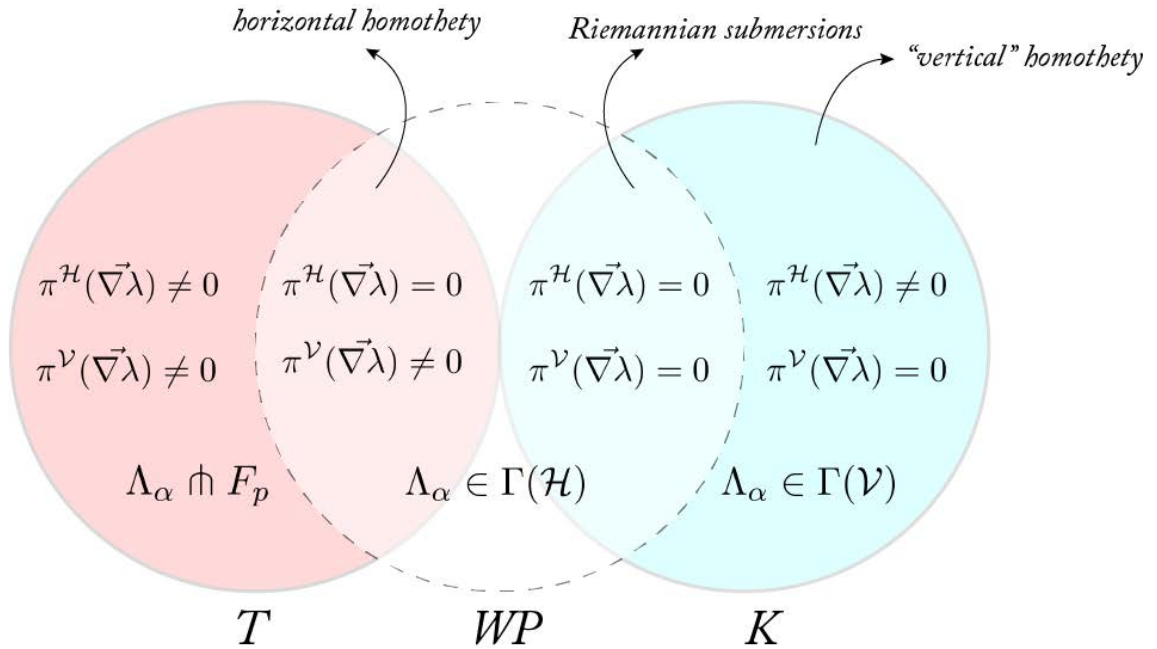 horizontal homothety
Riemannian submersions
“vertical” homothety
π^ℋ(∇⃗λ) ≠ 0
π^ℋ(∇⃗λ) = 0
π^ℋ(∇⃗λ) = 0
π^ℋ(∇⃗λ) ≠ 0
π^𝒱(∇⃗λ) ≠ 0
π^𝒱(∇⃗λ) ≠ 0
π^𝒱(∇⃗λ) = 0
π^𝒱(∇⃗λ) = 0
Λ_α ⋔ F_p
Λ_α ∈ Γ(ℋ)
Λ_α ∈ Γ(𝒱)
T
WP
K